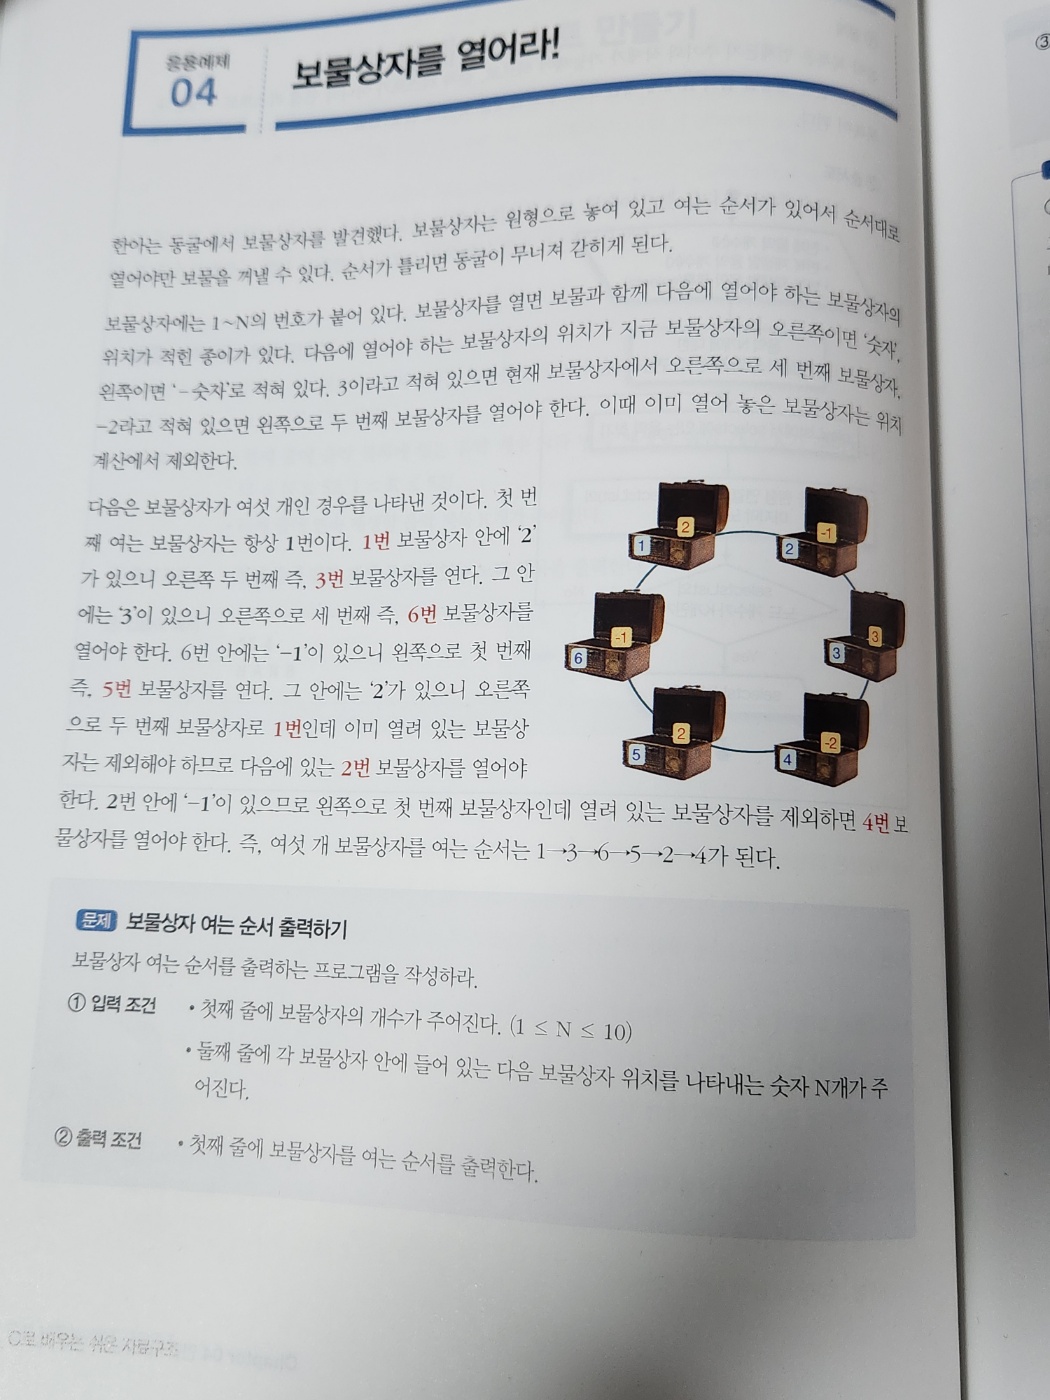 응용예제
04
보물상자를 열어라!
한아는 동굴에서 보물상자를 발견했다. 보물상자는 원형으로 놓여 있고 여는 순서가 있어서 순서대로
열어야만 보물을 꺼낼 수 있다. 순서가 틀리면 동굴이 무너져 갇히게 된다.
보물상자에는 1~N의 번호가 붙어 있다. 보물상자를 열면 보물과 함께 다음에 열어야 하는 보물상자의
위치가 적힌 종이가 있다. 다음에 열어야 하는 보물상자의 위치가 지금 보물상자의 오른쪽이면 ‘숫자’,
왼쪽이면 ‘-숫자’로 적혀 있다. 3이라고 적혀 있으면 현재 보물상자에서 오른쪽으로 세 번째 보물상자,
-2라고 적혀 있으면 왼쪽으로 두 번째 보물상자를 열어야 한다. 이때 이미 열어 놓은 보물상자는 위치
계산에서 제외한다.
다음은 보물상자가 여섯 개인 경우를 나타낸 것이다. 첫 번
째 여는 보물상자는 항상 1번이다. 1번 보물상자 안에 ‘2’
가 있으니 오른쪽 두 번째 즉, 3번 보물상자를 연다. 그 안
에는 ‘3’이 있으니 오른쪽으로 세 번째 즉, 6번 보물상자를
열어야 한다. 6번 안에는 ‘-1’이 있으니 왼쪽으로 첫 번째
즉, 5번 보물상자를 연다. 그 안에는 ‘2’가 있으니 오른쪽
으로 두 번째 보물상자로 1번인데 이미 열려 있는 보물상
자는 제외해야 하므로 다음에 있는 2번 보물상자를 열어야
한다. 2번 안에 ‘-1’이 있으므로 왼쪽으로 첫 번째 보물상자인데 열려 있는 보물상자를 제외하면 4번 보
물상자를 열어야 한다. 즉, 여섯 개 보물상자를 여는 순서는 1→3→6→5→2→4가 된다.
1 2
2 -1
6 -1
3 3
5 2
4 -2
문제 보물상자 여는 순서 출력하기
보물상자 여는 순서를 출력하는 프로그램을 작성하라.
① 입력 조건 • 첫째 줄에 보물상자의 개수가 주어진다. (1 ≤ N ≤ 10)
• 둘째 줄에 각 보물상자 안에 들어 있는 다음 보물상자 위치를 나타내는 숫자 N개가 주
어진다.
② 출력 조건 • 첫째 줄에 보물상자를 여는 순서를 출력한다.
C로 배우는 쉬운 자료구조
③